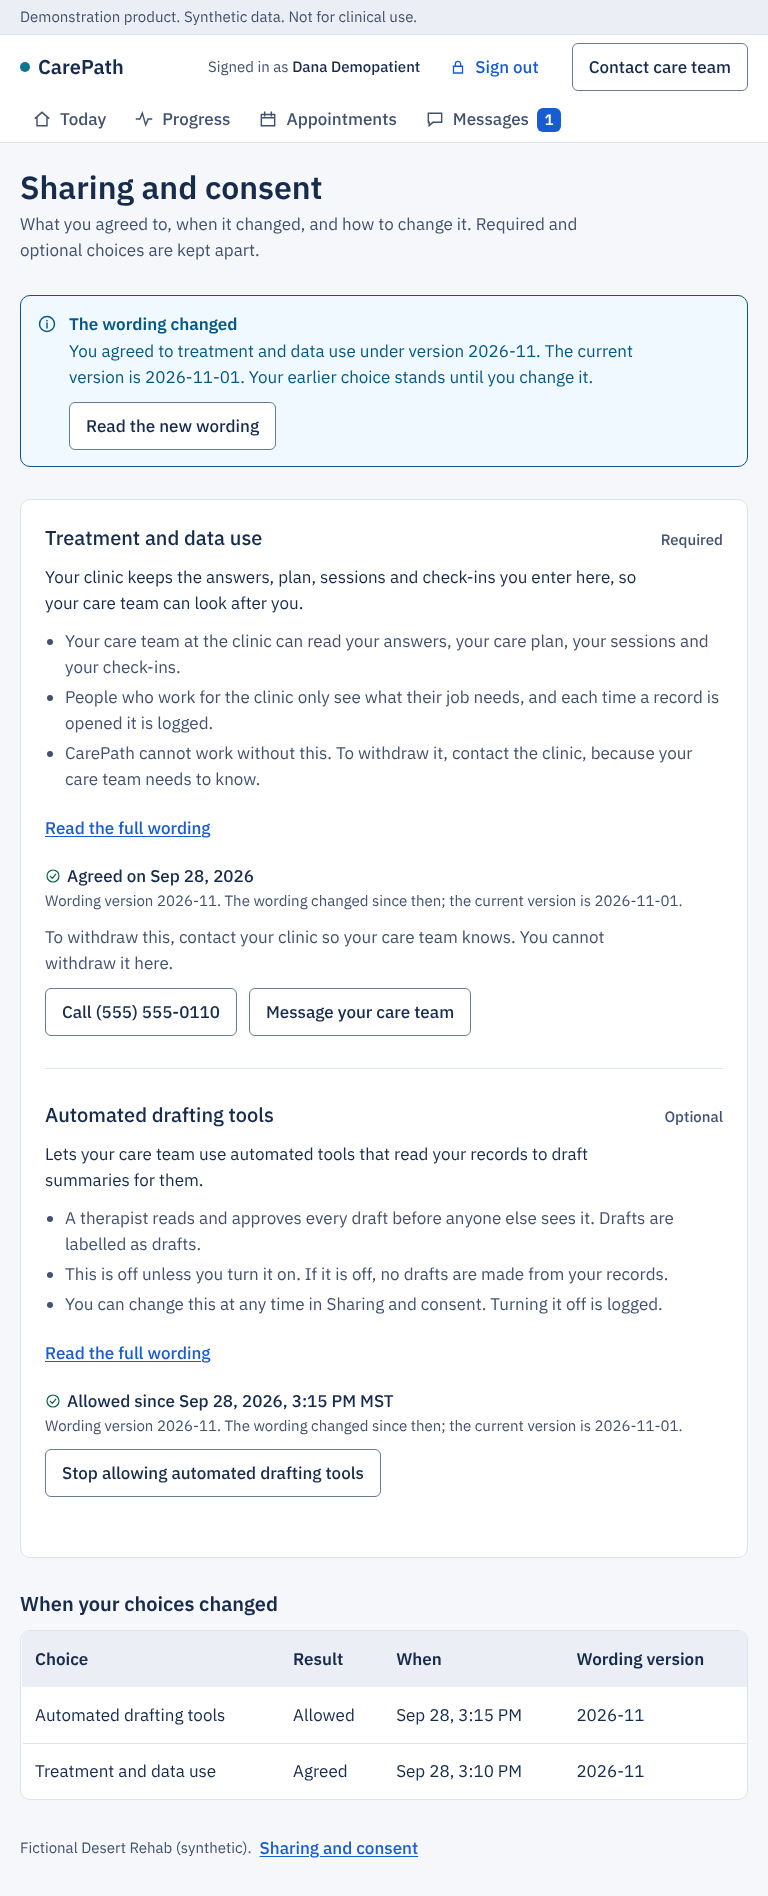 Demonstration product. Synthetic data. Not for clinical use.
CarePath
Signed in as Dana Demopatient
Sign out
Contact care team
Today
Progress
Appointments
Messages 1
Sharing and consent
What you agreed to, when it changed, and how to change it. Required and
optional choices are kept apart.
The wording changed
You agreed to treatment and data use under version 2026-11. The current
version is 2026-11-01. Your earlier choice stands until you change it.
Read the new wording
Treatment and data use
Required
Your clinic keeps the answers, plan, sessions and check-ins you enter here, so
your care team can look after you.
Your care team at the clinic can read your answers, your care plan, your sessions and
your check-ins.
People who work for the clinic only see what their job needs, and each time a record is
opened it is logged.
CarePath cannot work without this. To withdraw it, contact the clinic, because your
care team needs to know.
Read the full wording
Agreed on Sep 28, 2026
Wording version 2026-11. The wording changed since then; the current version is 2026-11-01.
To withdraw this, contact your clinic so your care team knows. You cannot
withdraw it here.
Call (555) 555-0110
Message your care team
Automated drafting tools
Optional
Lets your care team use automated tools that read your records to draft
summaries for them.
A therapist reads and approves every draft before anyone else sees it. Drafts are
labelled as drafts.
This is off unless you turn it on. If it is off, no drafts are made from your records.
You can change this at any time in Sharing and consent. Turning it off is logged.
Read the full wording
Allowed since Sep 28, 2026, 3:15 PM MST
Wording version 2026-11. The wording changed since then; the current version is 2026-11-01.
Stop allowing automated drafting tools
When your choices changed
Choice Result When Wording version
Automated drafting tools Allowed Sep 28, 3:15 PM 2026-11
Treatment and data use Agreed Sep 28, 3:10 PM 2026-11
Fictional Desert Rehab (synthetic). Sharing and consent